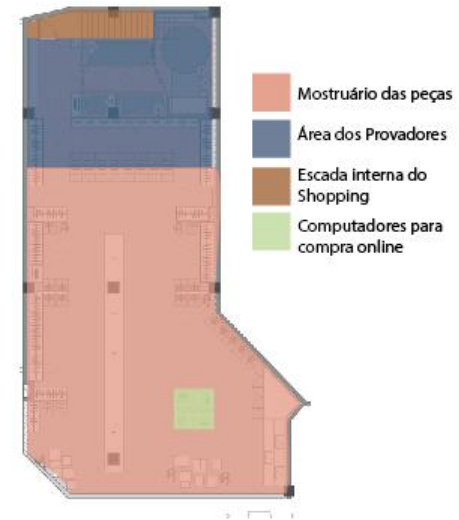 Mostruário das peças
Área dos Provadores
Escada interna do
Shopping
Computadores para
compra online